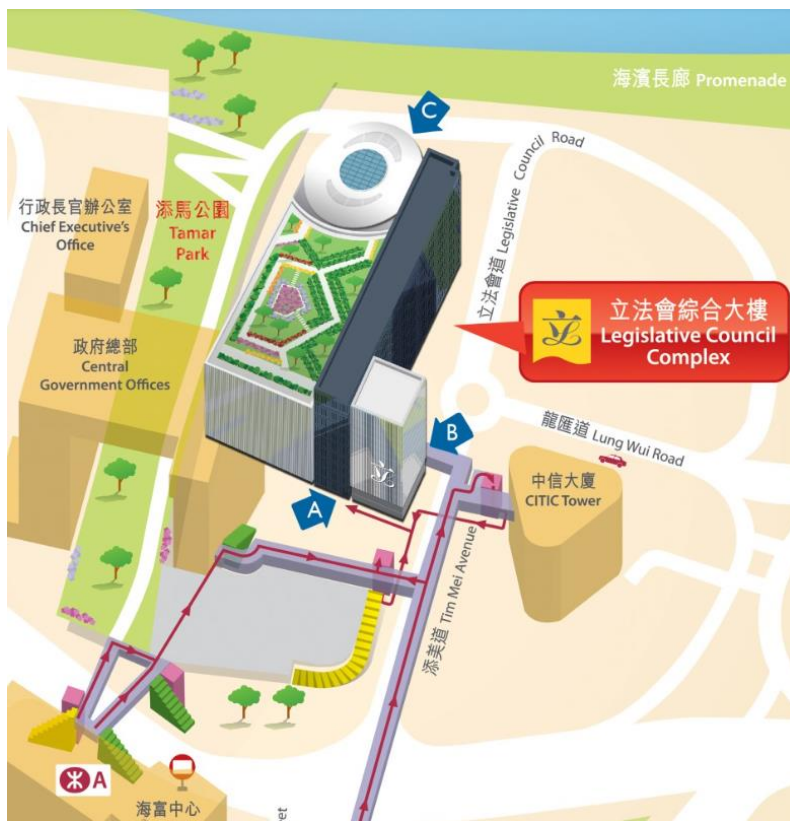 海濱長廊 Promenade
C
立法會道 Legislative Council Road
行政長官辦公室
Chief Executive's
Office
添馬公園
Tamar
Park
立法會綜合大樓
Legislative Council
Complex
政府總部
Central
Government Offices
B
龍匯道 Lung Wui Road
中信大廈
CITIC Tower
A
添美道 Tim Mei Avenue
A
海富中心